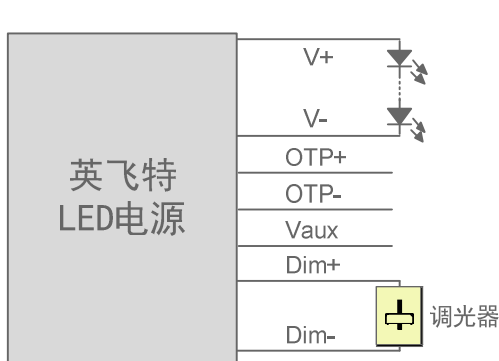 V+
V-
英飞特
LED电源
OTP+
OTP-
Vaux
Dim+
调光器
Dim-